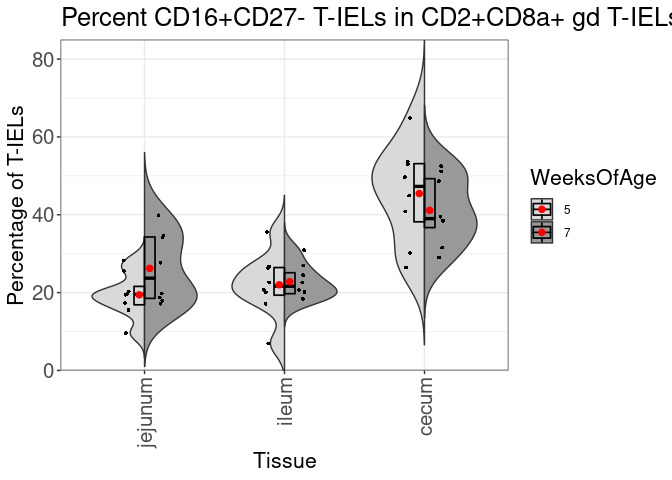 Percent CD16+CD27- T-IELs in CD2+CD8a+ gd T-IELs
80
60
40
20
0
Percentage of T-IELs
jejunum
ileum
cecum
Tissue
WeeksOfAge
5
7